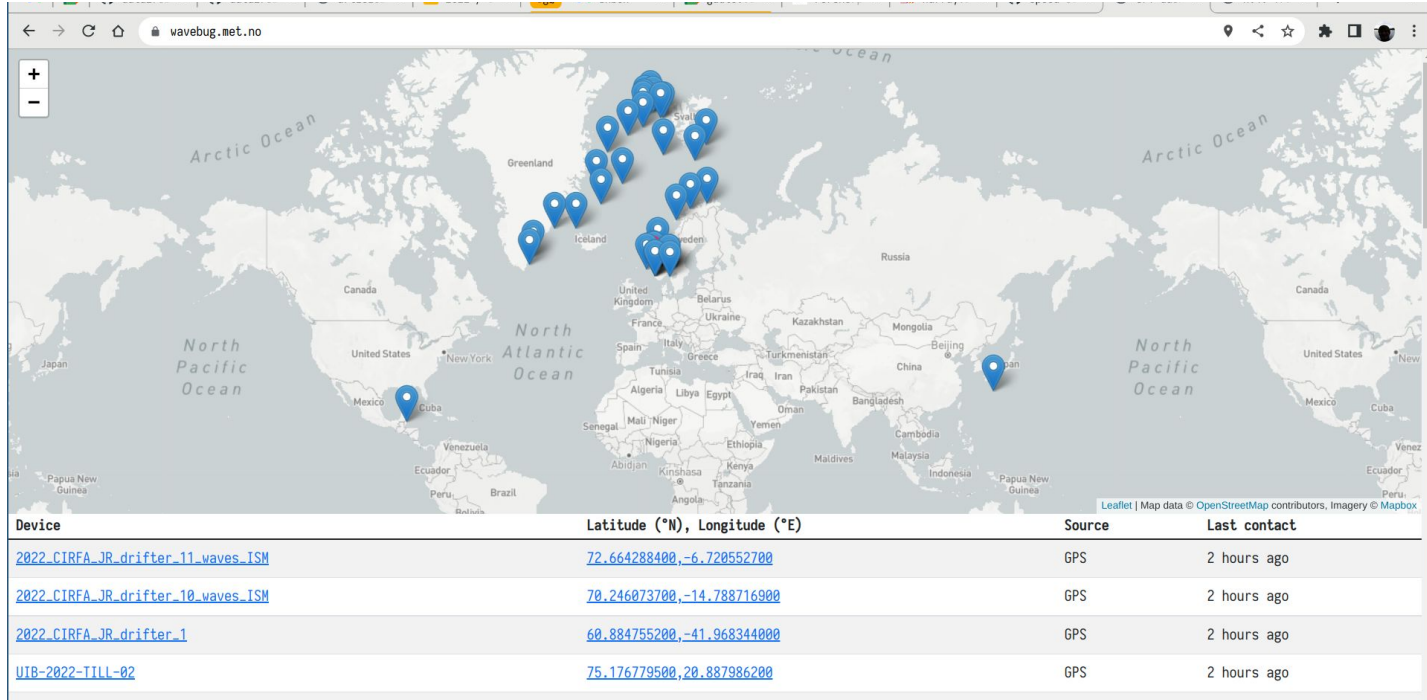 wavebug.met.no
+
−
Ocean
Arctic Ocean
Arctic Ocean
Greenland
Iceland
Russia
Canada
Canada
United
Kingdom
Belarus
Ukraine
Kazakhstan
Mongolia
France
North
Atlantic
Ocean
North
Pacific
Ocean
North
Pacific
Ocean
Japan
United States
New York
Spain
Italy
Greece
Turkmenistan
Beijing
China
United States
New
Tunisia
Iraq
Iran
Algeria
Libya
Egypt
Pakistan
Mexico
Cuba
Oman
Bangladesh
Mexico
Cuba
Senegal
Mali
Niger
Yemen
Nigeria
Ethiopia
Cambodia
Venezuela
Venez
Abidjan
Kinshasa
Kenya
Maldives
Malaysia
Ecuador
Tanzania
Indonesia
Ecuador
Papua New
Guinea
Papua New
Guinea
Peru
Brazil
Angola
Peru
Bolivia
Leaflet | Map data © OpenStreetMap contributors, Imagery © Mapbox
Device Latitude (°N), Longitude (°E) Source Last contact
2022_CIRFA_JR_drifter_11_waves_ISM 72.664288400,-6.720552700 GPS 2 hours ago
2022_CIRFA_JR_drifter_10_waves_ISM 70.246073700,-14.788716900 GPS 2 hours ago
2022_CIRFA_JR_drifter_1 60.884755200,-41.968344000 GPS 2 hours ago
UIB-2022-TILL-02 75.176779500,20.887986200 GPS 2 hours ago